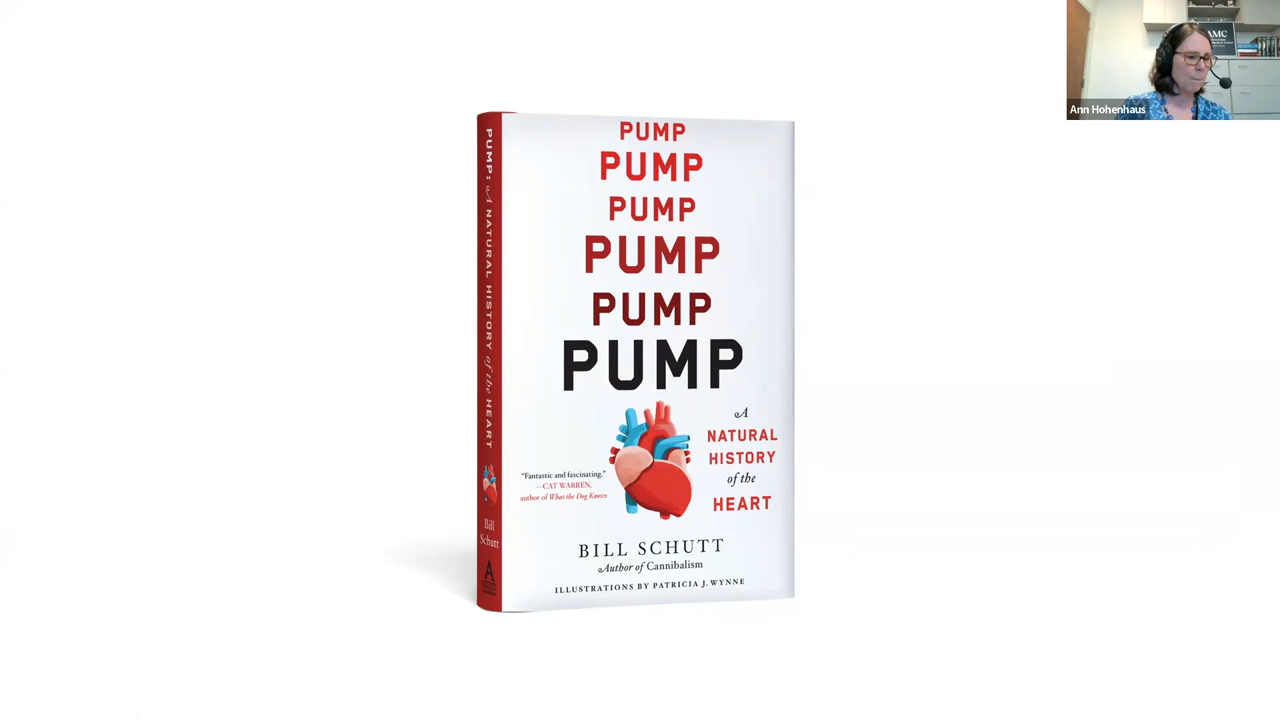 PUMP
PUMP
PUMP
PUMP
PUMP
PUMP
A
NATURAL
HISTORY
of the
HEART
"Fantastic and fascinating."
—CAT WARREN,
author of What the Dog Knows
BILL SCHUTT
Author of Cannibalism
ILLUSTRATIONS BY PATRICIA J. WYNNE
PUMP: A NATURAL HISTORY of the HEART
Bill
Schutt
AMC
Ann Hohenhaus